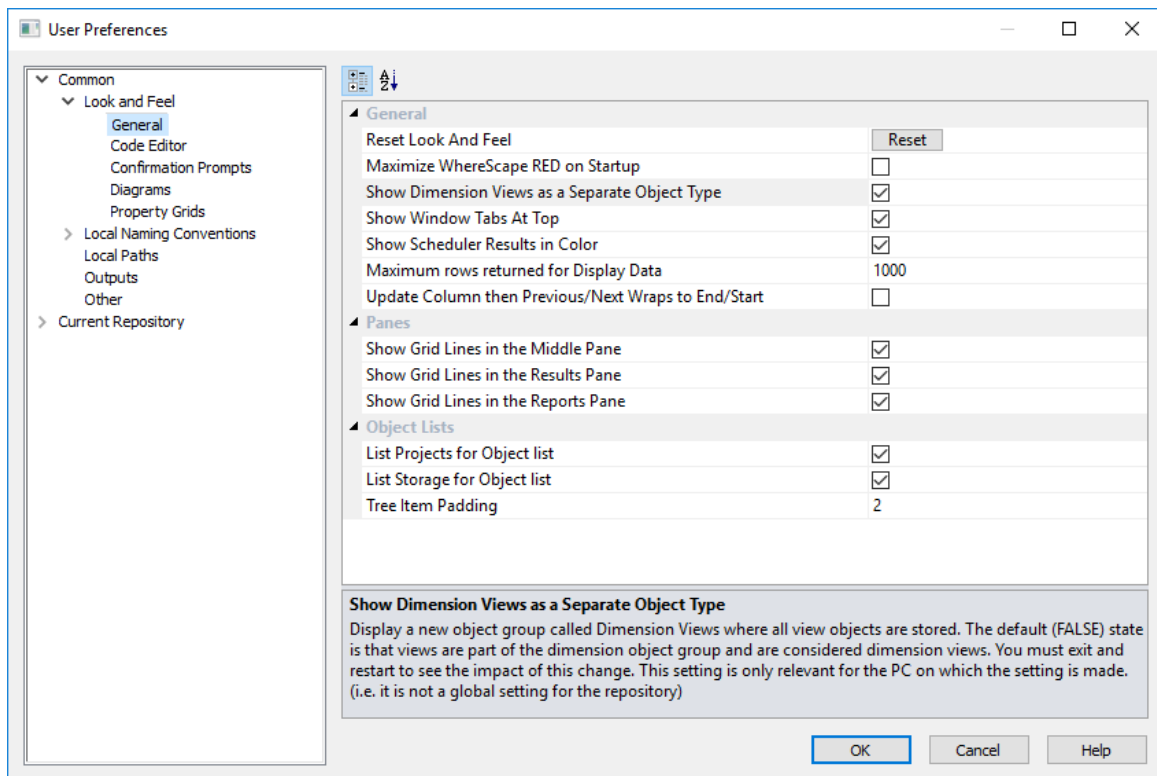 User Preferences
Common
Look and Feel
General
Code Editor
Confirmation Prompts
Diagrams
Property Grids
Local Naming Conventions
Local Paths
Outputs
Other
Current Repository
A
Z
General
Reset Look And Feel Reset
Maximize WhereScape RED on Startup
Show Dimension Views as a Separate Object Type
Show Window Tabs At Top
Show Scheduler Results in Color
Maximum rows returned for Display Data 1000
Update Column then Previous/Next Wraps to End/Start
Panes
Show Grid Lines in the Middle Pane
Show Grid Lines in the Results Pane
Show Grid Lines in the Reports Pane
Object Lists
List Projects for Object list
List Storage for Object list
Tree Item Padding 2
Show Dimension Views as a Separate Object Type
Display a new object group called Dimension Views where all view objects are stored. The default (FALSE) state
is that views are part of the dimension object group and are considered dimension views. You must exit and
restart to see the impact of this change. This setting is only relevant for the PC on which the setting is made.
(i.e. it is not a global setting for the repository)
OK Cancel Help